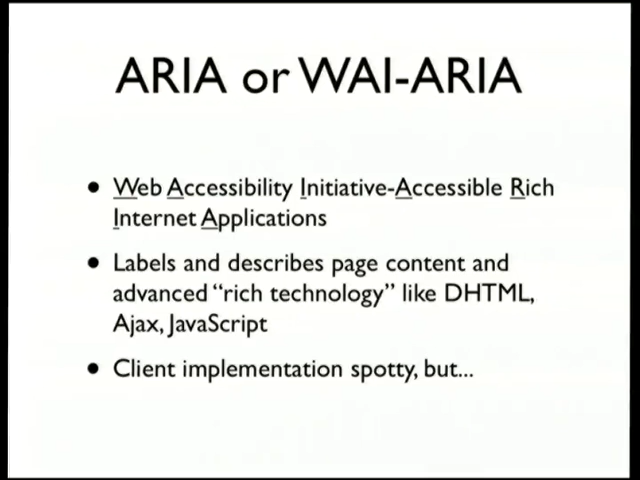 ARIA or WAI-ARIA
• Web Accessibility Initiative-Accessible Rich
Internet Applications
• Labels and describes page content and
advanced “rich technology” like DHTML,
Ajax, JavaScript
• Client implementation spotty, but...